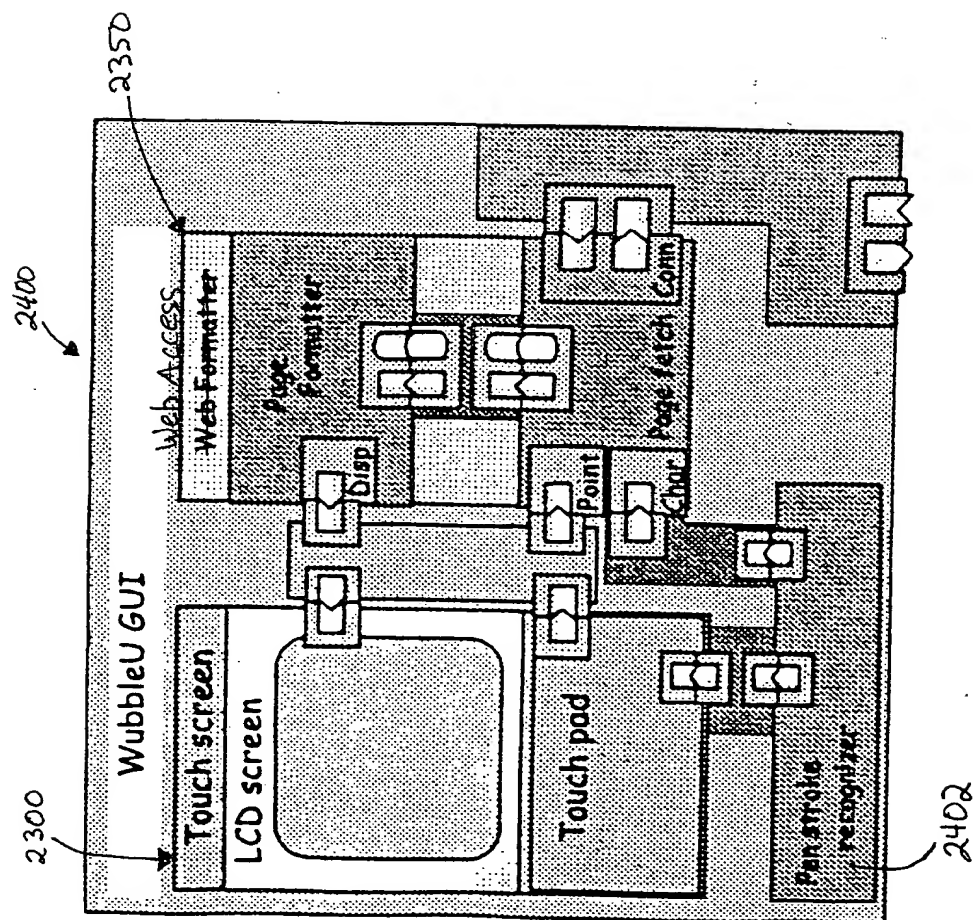 2400
2350
2300
WubbleU GUI
Touch screen
LCD screen
Touch pad
Pen stroke
recognizer
2402
Web Access
Web Formatter
Page
Formatter
Disp
Point
Char
Page fetch
Conn